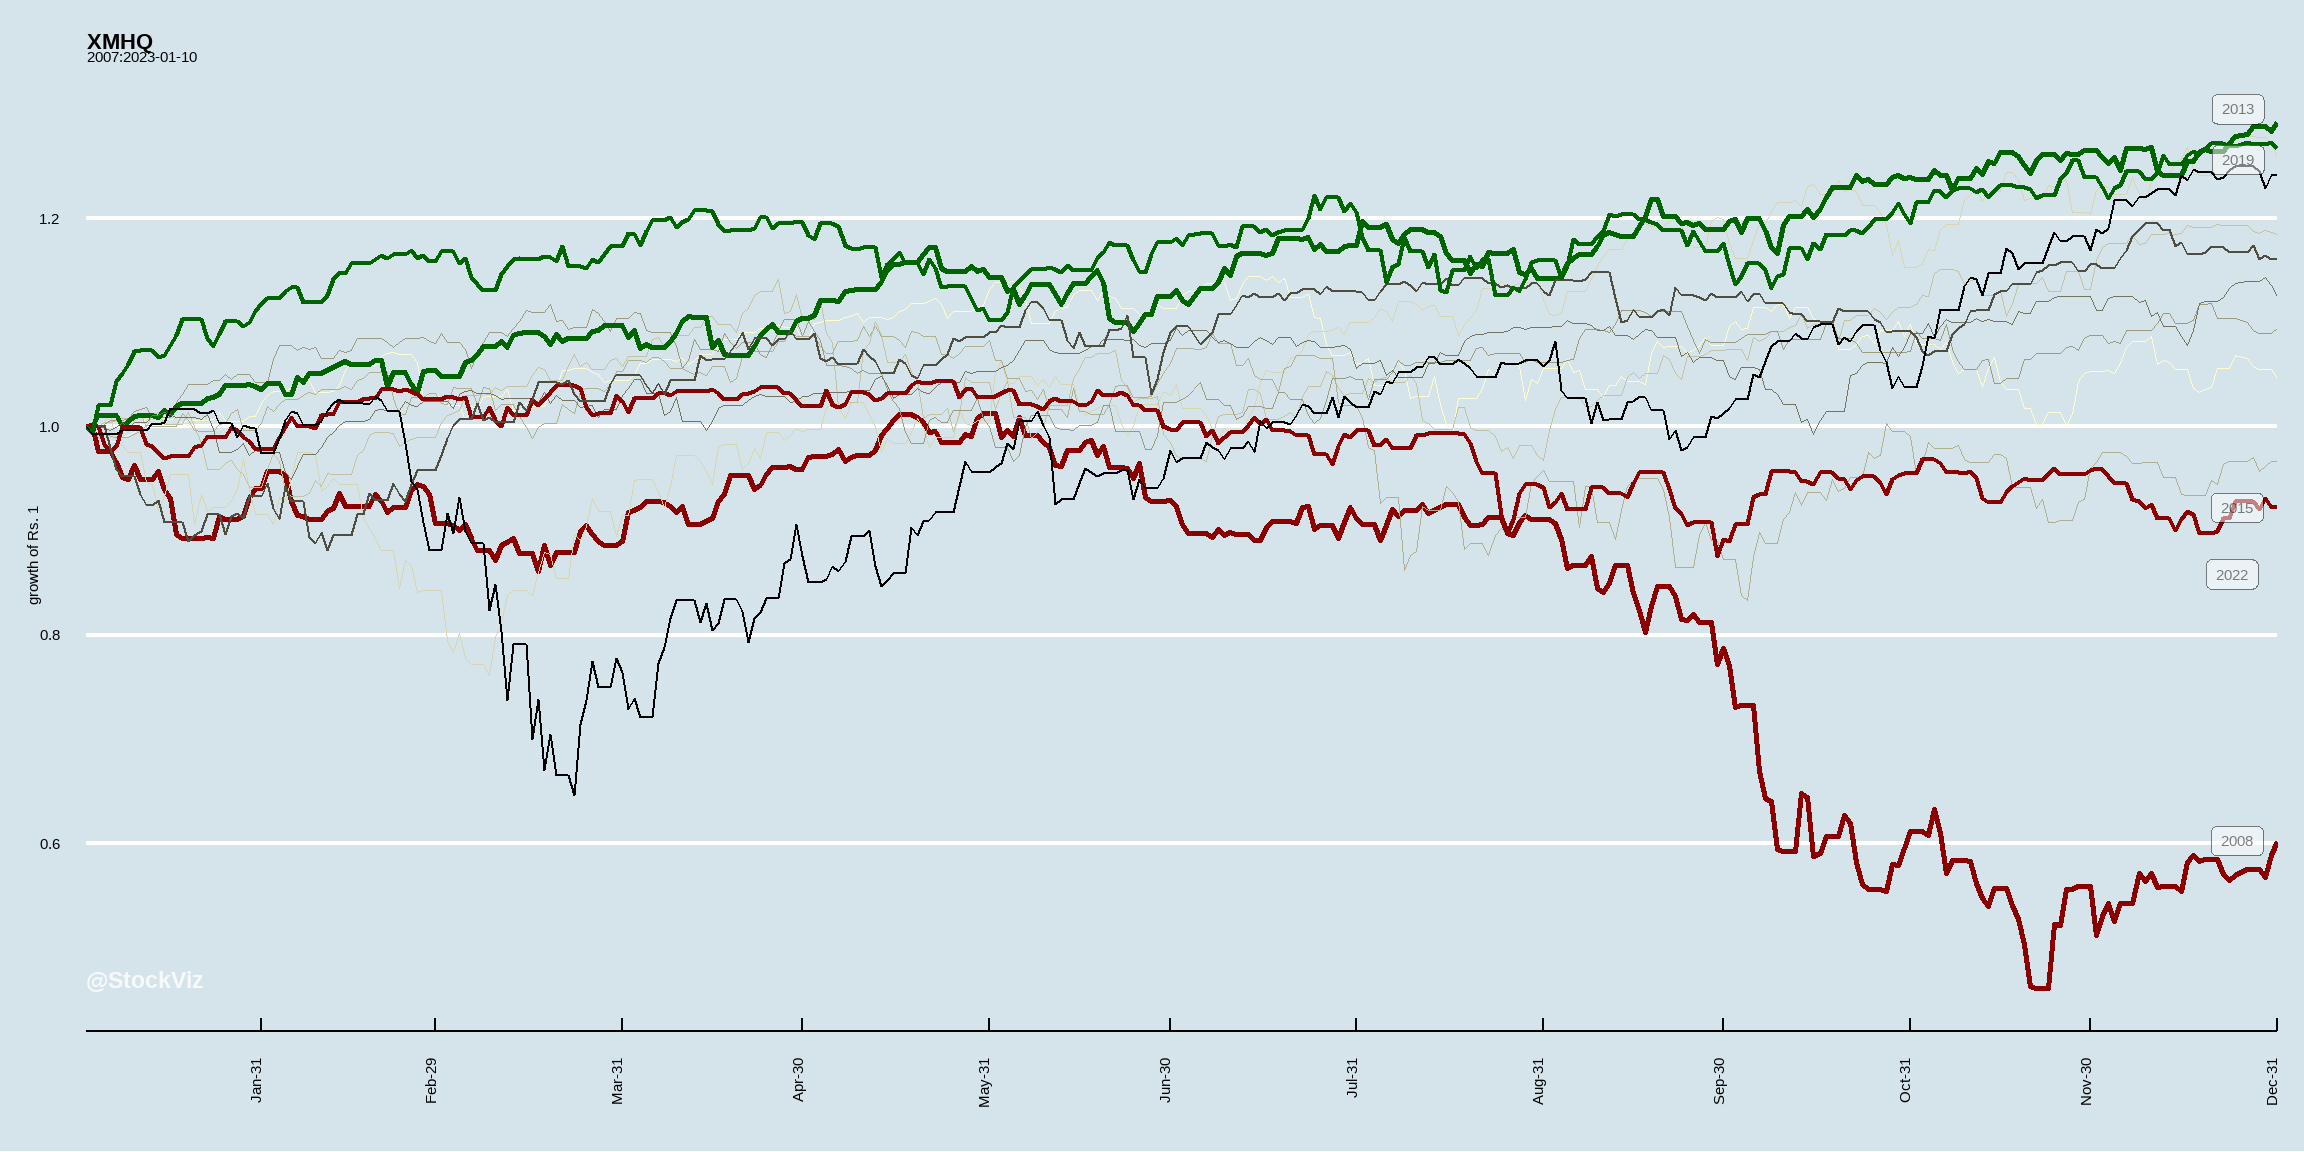 XMHQ
2007:2023-01-10
2013
2019
2015
2022
2008
1.2
1.0
0.8
0.6
growth of Rs. 1
@StockViz
Jan-31
Feb-29
Mar-31
Apr-30
May-31
Jun-30
Jul-31
Aug-31
Sep-30
Oct-31
Nov-30
Dec-31